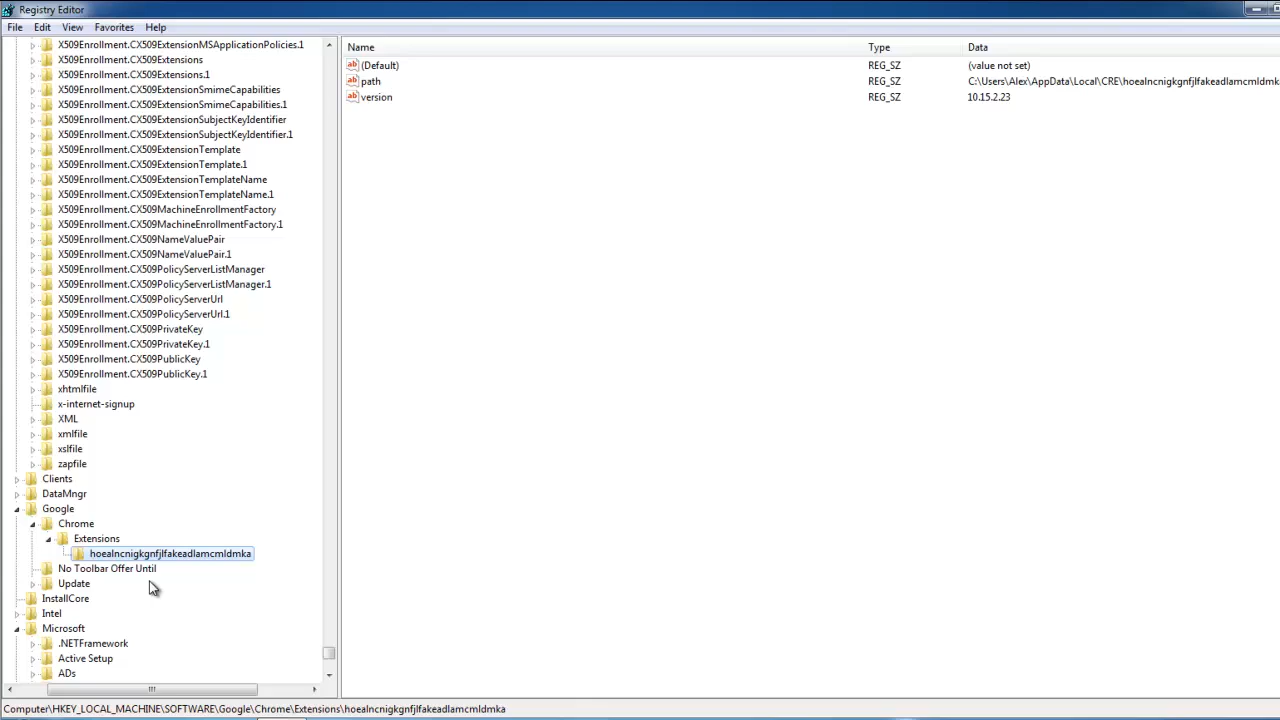 Registry Editor
File Edit View Favorites Help
X509Enrollment.CX509ExtensionMSApplicationPolicies.1
X509Enrollment.CX509Extensions
X509Enrollment.CX509Extensions.1
X509Enrollment.CX509ExtensionSmimeCapabilities
X509Enrollment.CX509ExtensionSmimeCapabilities.1
X509Enrollment.CX509ExtensionSubjectKeyIdentifier
X509Enrollment.CX509ExtensionSubjectKeyIdentifier.1
X509Enrollment.CX509ExtensionTemplate
X509Enrollment.CX509ExtensionTemplate.1
X509Enrollment.CX509ExtensionTemplateName
X509Enrollment.CX509ExtensionTemplateName.1
X509Enrollment.CX509MachineEnrollmentFactory
X509Enrollment.CX509MachineEnrollmentFactory.1
X509Enrollment.CX509NameValuePair
X509Enrollment.CX509NameValuePair.1
X509Enrollment.CX509PolicyServerListManager
X509Enrollment.CX509PolicyServerListManager.1
X509Enrollment.CX509PolicyServerUrl
X509Enrollment.CX509PolicyServerUrl.1
X509Enrollment.CX509PrivateKey
X509Enrollment.CX509PrivateKey.1
X509Enrollment.CX509PublicKey
X509Enrollment.CX509PublicKey.1
xhtmlfile
x-internet-signup
XML
xmlfile
xslfile
zapfile
Clients
DataMngr
Google
Chrome
Extensions
hoealncnigkgnfjlfakeadlamcmldmka
No Toolbar Offer Until
Update
InstallCore
Intel
Microsoft
.NETFramework
Active Setup
ADs
Name Type Data
(Default) REG_SZ (value not set)
path REG_SZ C:\Users\Alex\AppData\Local\CRE\hoealncnigkgnfjlfakeadlamcmldmka
version REG_SZ 10.15.2.23
Computer\HKEY_LOCAL_MACHINE\SOFTWARE\Google\Chrome\Extensions\hoealncnigkgnfjlfakeadlamcmldmka